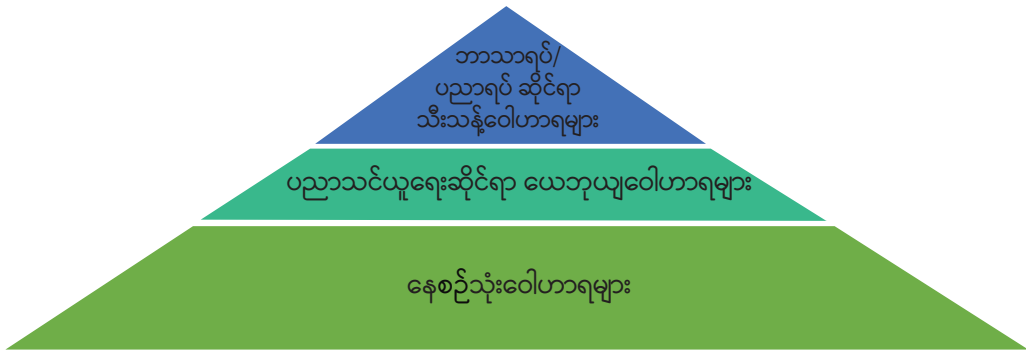 ဘာသာရပ်/
ပညာရပ် ဆိုင်ရာ
သီးသန့်ဝေါဟာရများ
ပညာသင်ယူရေးဆိုင်ရာ ယေဘုယျဝေါဟာရများ
နေ့စဉ်သုံးဝေါဟာရများ